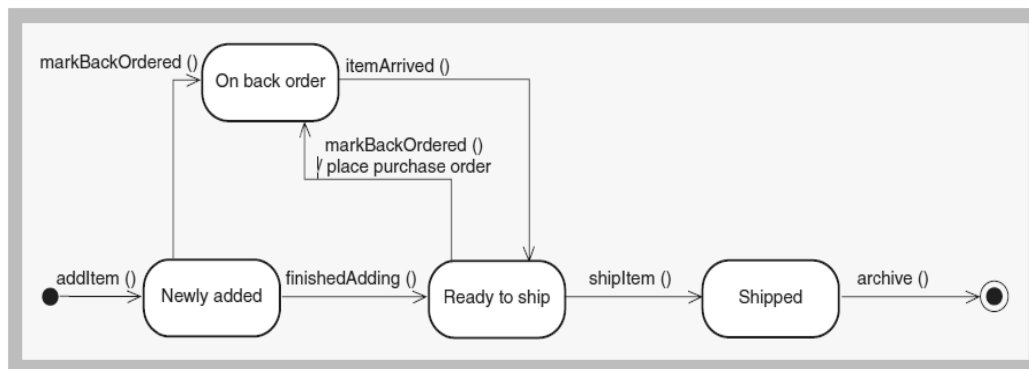 markBackOrdered ()
On back order
itemArrived ()
markBackOrdered ()
/ place purchase order
addItem ()
Newly added
finishedAdding ()
Ready to ship
shipItem ()
Shipped
archive ()